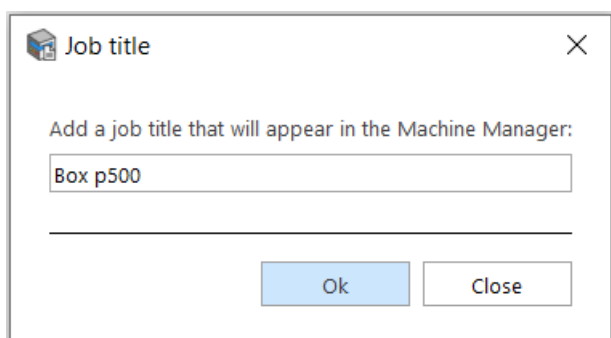 Job title
Add a job title that will appear in the Machine Manager:
Box p500
Ok Close